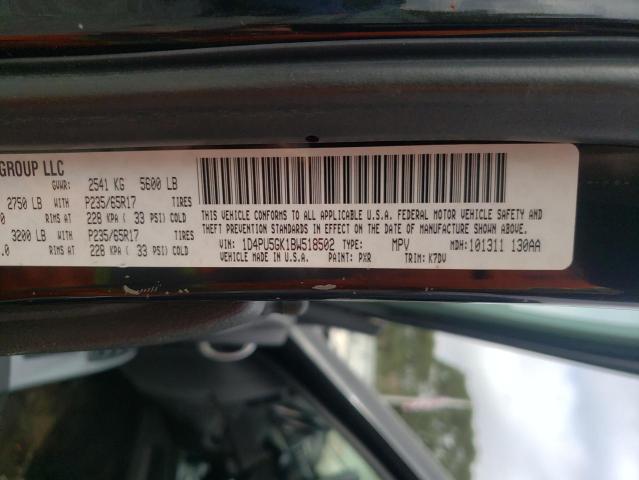 GROUP LLC
GVWR: 2541 KG 5600 LB
2750 LB WITH P235/65R17 TIRES
0 RIMS AT 228 KPA ( 33 PSI) COLD
3200 LB WITH P235/65R17 TIRES
.0 RIMS AT 228 KPA ( 33 PSI) COLD
THIS VEHICLE CONFORMS TO ALL APPLICABLE U.S.A. FEDERAL MOTOR VEHICLE SAFETY AND THEFT PREVENTION STANDARDS IN EFFECT ON THE DATE OF MANUFACTURE SHOWN ABOVE.
VIN: 1D4PU5GK1BW518502 TYPE: MPV MDH: 101311 130AA
VEHICLE MADE IN U.S.A. PAINT: PXR TRIM: K7DV